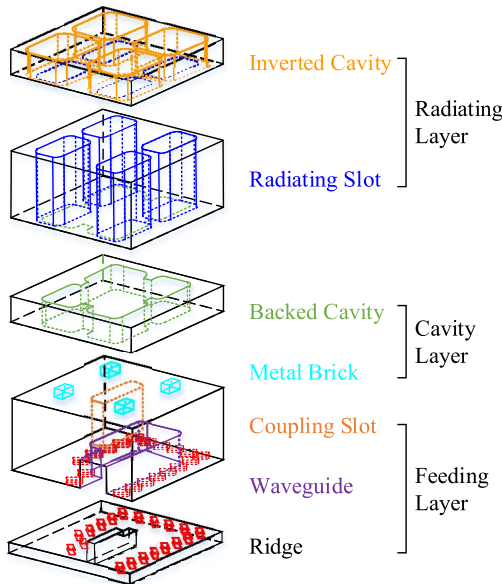 Inverted Cavity
Radiating
Layer
Radiating Slot
Backed Cavity
Cavity
Layer
Metal Brick
Coupling Slot
Waveguide
Feeding
Layer
Ridge